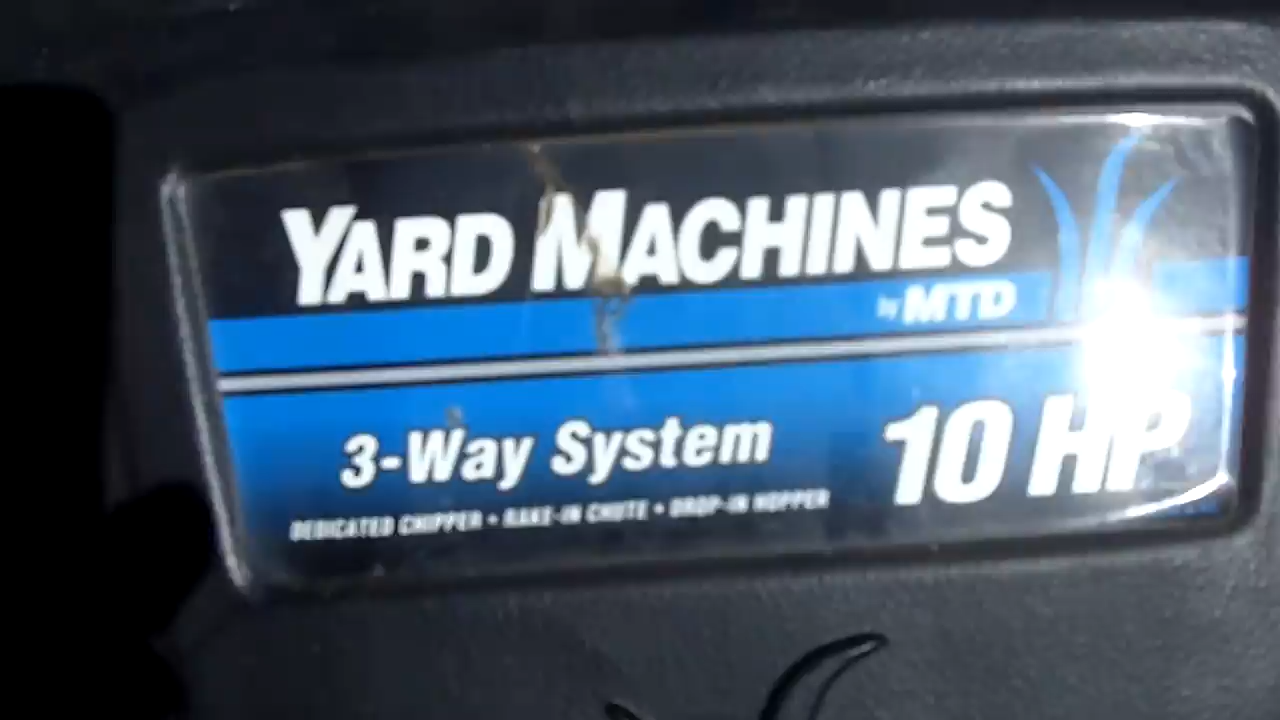 YARD MACHINES
by MTD
3-Way System
10 HP
DEDICATED CHIPPER • RAKE-IN CHUTE • DROP-IN HOPPER